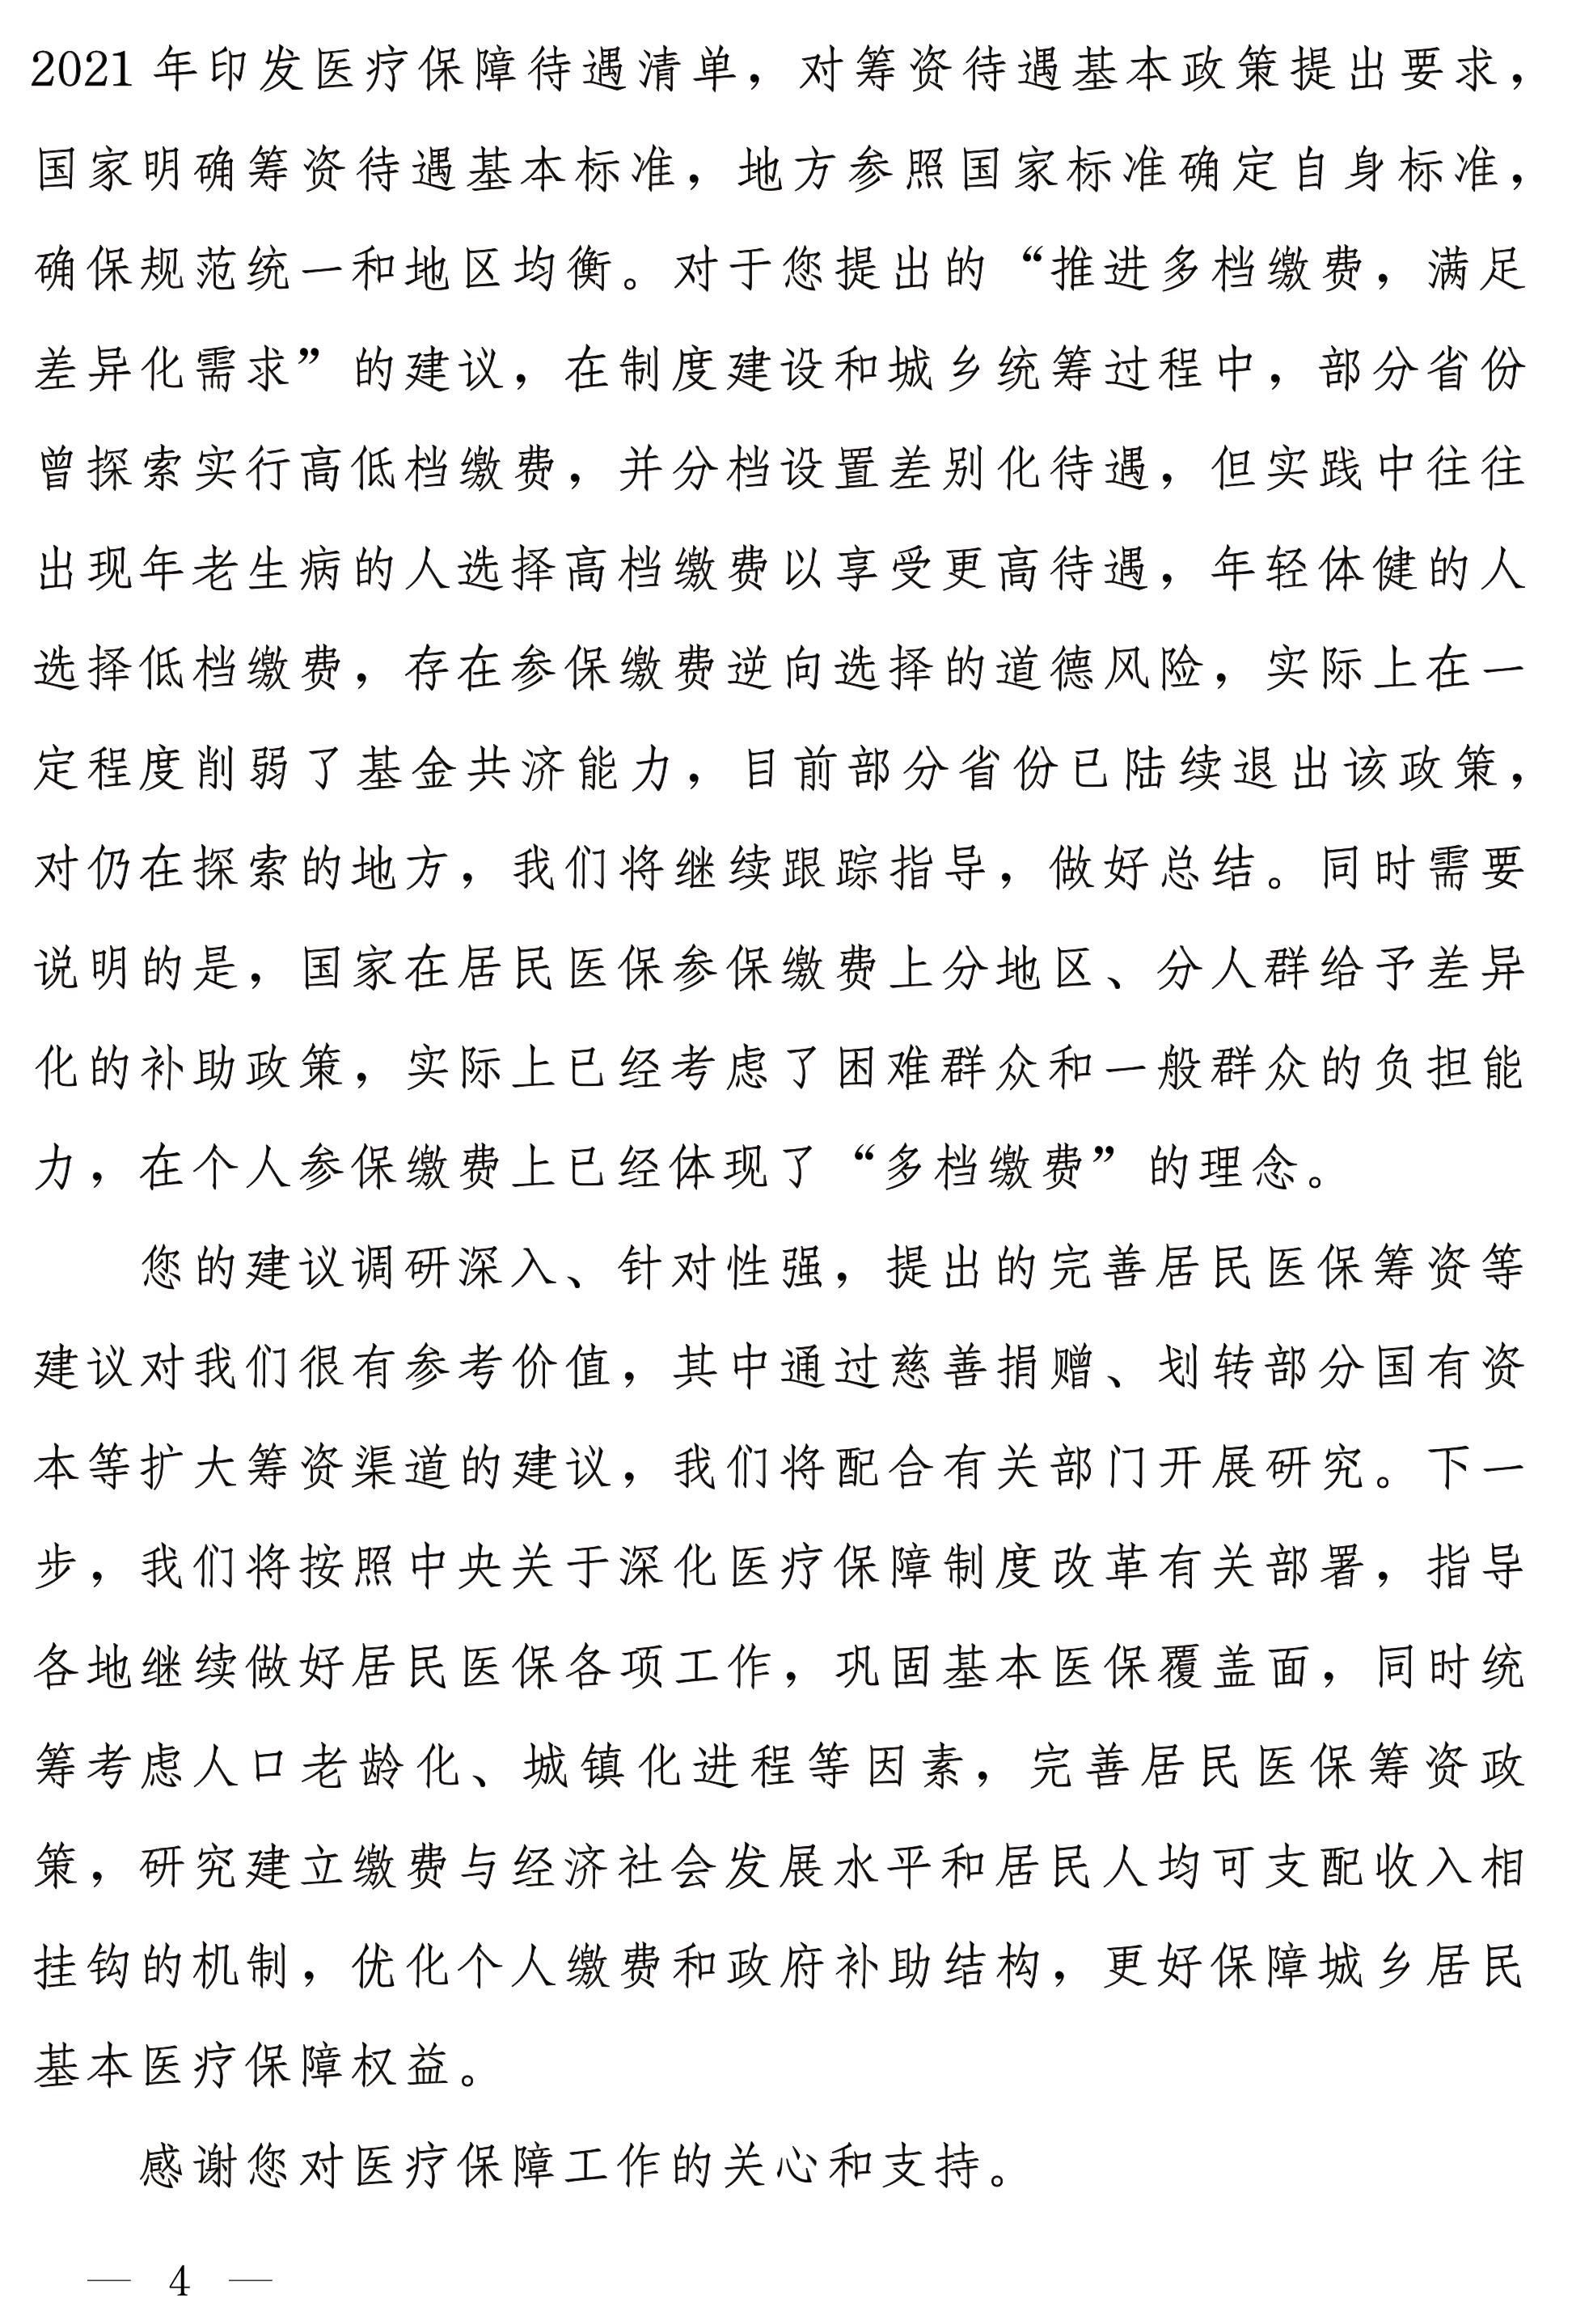 2021 年印发医疗保障待遇清单，对筹资待遇基本政策提出要求，
国家明确筹资待遇基本标准，地方参照国家标准确定自身标准，
确保规范统一和地区均衡。对于您提出的“推进多档缴费，满足
差异化需求”的建议，在制度建设和城乡统筹过程中，部分省份
曾探索实行高低档缴费，并分档设置差别化待遇，但实践中往往
出现年老生病的人选择高档缴费以享受更高待遇，年轻体健的人
选择低档缴费，存在参保缴费逆向选择的道德风险，实际上在一
定程度削弱了基金共济能力，目前部分省份已陆续退出该政策，
对仍在探索的地方，我们将继续跟踪指导，做好总结。同时需要
说明的是，国家在居民医保参保缴费上分地区、分人群给予差异
化的补助政策，实际上已经考虑了困难群众和一般群众的负担能
力，在个人参保缴费上已经体现了“多档缴费”的理念。
您的建议调研深入、针对性强，提出的完善居民医保筹资等
建议对我们很有参考价值，其中通过慈善捐赠、划转部分国有资
本等扩大筹资渠道的建议，我们将配合有关部门开展研究。下一
步，我们将按照中央关于深化医疗保障制度改革有关部署，指导
各地继续做好居民医保各项工作，巩固基本医保覆盖面，同时统
筹考虑人口老龄化、城镇化进程等因素，完善居民医保筹资政
策，研究建立缴费与经济社会发展水平和居民人均可支配收入相
挂钩的机制，优化个人缴费和政府补助结构，更好保障城乡居民
基本医疗保障权益。
感谢您对医疗保障工作的关心和支持。
— 4 —